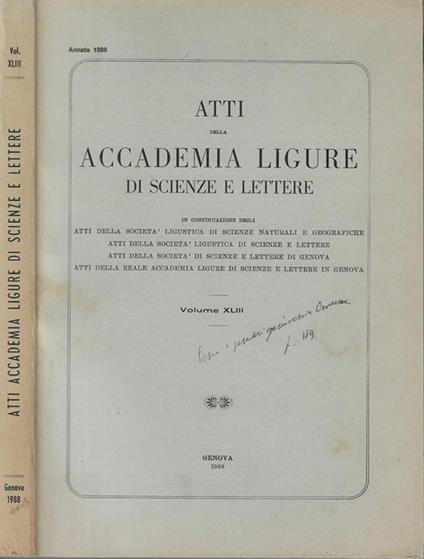 Vol.
XLIII
ATTI ACCADEMIA LIGURE DI SCIENZE E LETTERE
Genova
1988
Annata 1986
ATTI
DELLA
ACCADEMIA LIGURE
DI SCIENZE E LETTERE
IN CONTINUAZIONE DEGLI
ATTI DELLA SOCIETA' LIGUSTICA DI SCIENZE NATURALI E GEOGRAFICHE
ATTI DELLA SOCIETA' LIGUSTICA DI SCIENZE E LETTERE
ATTI DELLA SOCIETA' DI SCIENZE E LETTERE DI GENOVA
ATTI DELLA REALE ACCADEMIA LIGURE DI SCIENZE E LETTERE IN GENOVA
Volume XLIII
189
GENOVA
1988